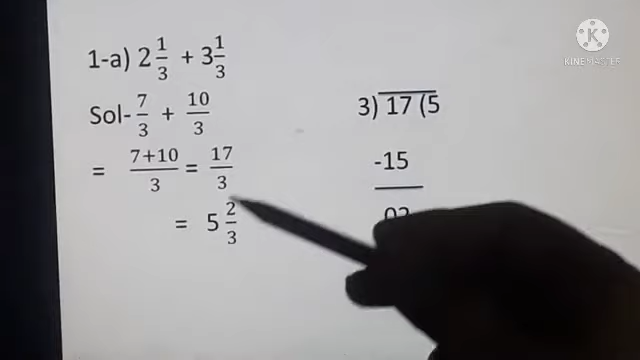 1-a) 2 1/3 + 3 1/3
Sol- 7/3 + 10/3
= 7+10/3 = 17/3
= 5 2/3
3) 17 (5
-15
02
KINEMASTER